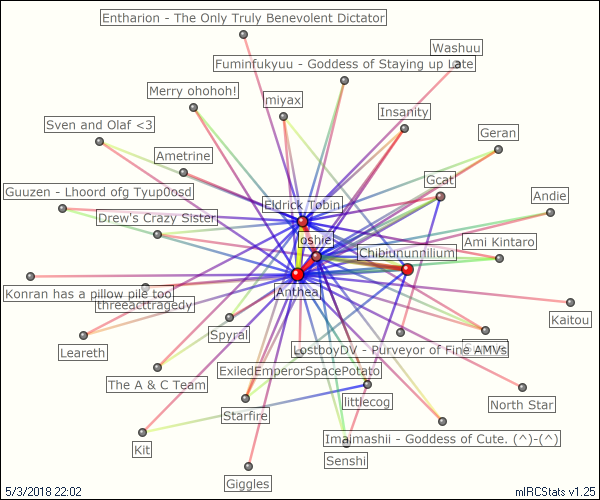 Entharion - The Only Truly Benevolent Dictator
Washuu
Fuminfukyuu - Goddess of Staying up Late
Merry ohohoh!
miyax
Insanity
Sven and Olaf <3
Geran
Ametrine
Gcat
Guuzen - Lhoord ofg Tyup0osd
Andie
Eldrick Tobin
Drew's Crazy Sister
Joshie
Ami Kintaro
Chibiununnilium
Anthea
Konran has a pillow pile too
threeacttragedy
Kaitou
Spyral
Leareth
LostboyDV - Purveyor of Fine AMVs
ExiledEmperorSpacePotato
The A & C Team
North Star
littlecog
Starfire
Imaimashii - Goddess of Cute. (^)-(^)
Kit
Senshi
Giggles
5/3/2018 22:02
mIRCStats v1.25